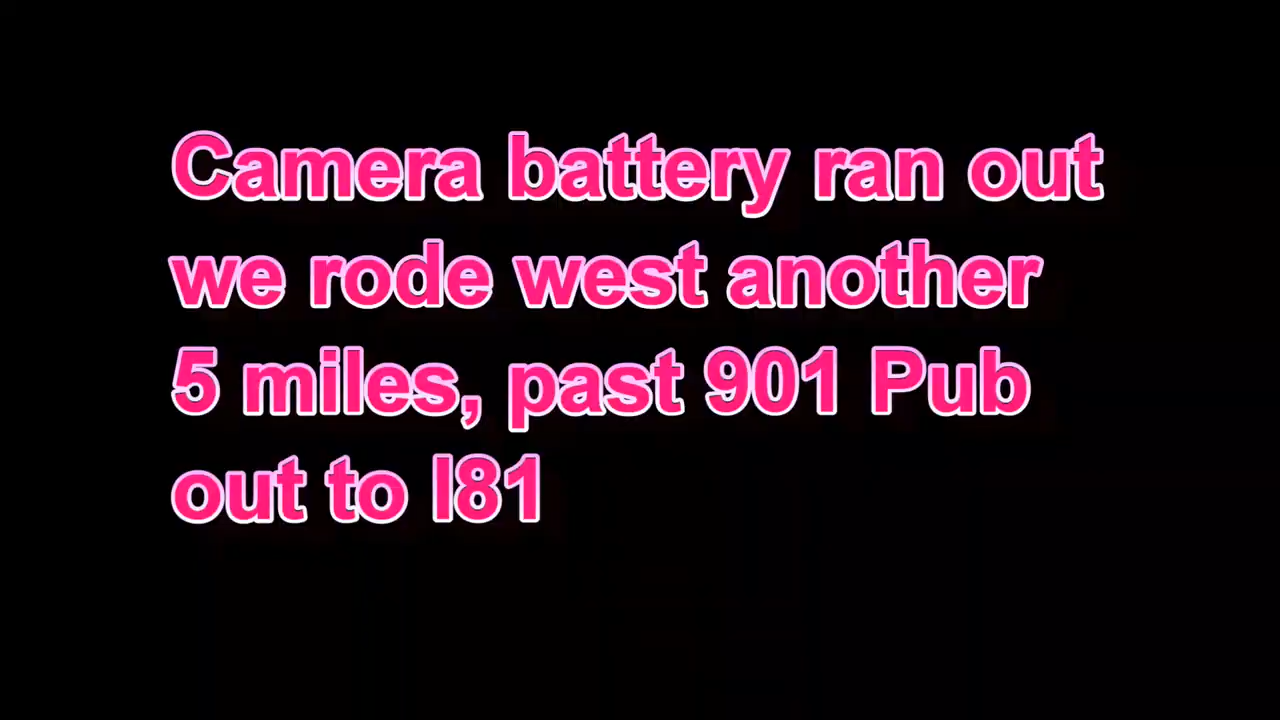 Camera battery ran out
we rode west another
5 miles, past 901 Pub
out to I81